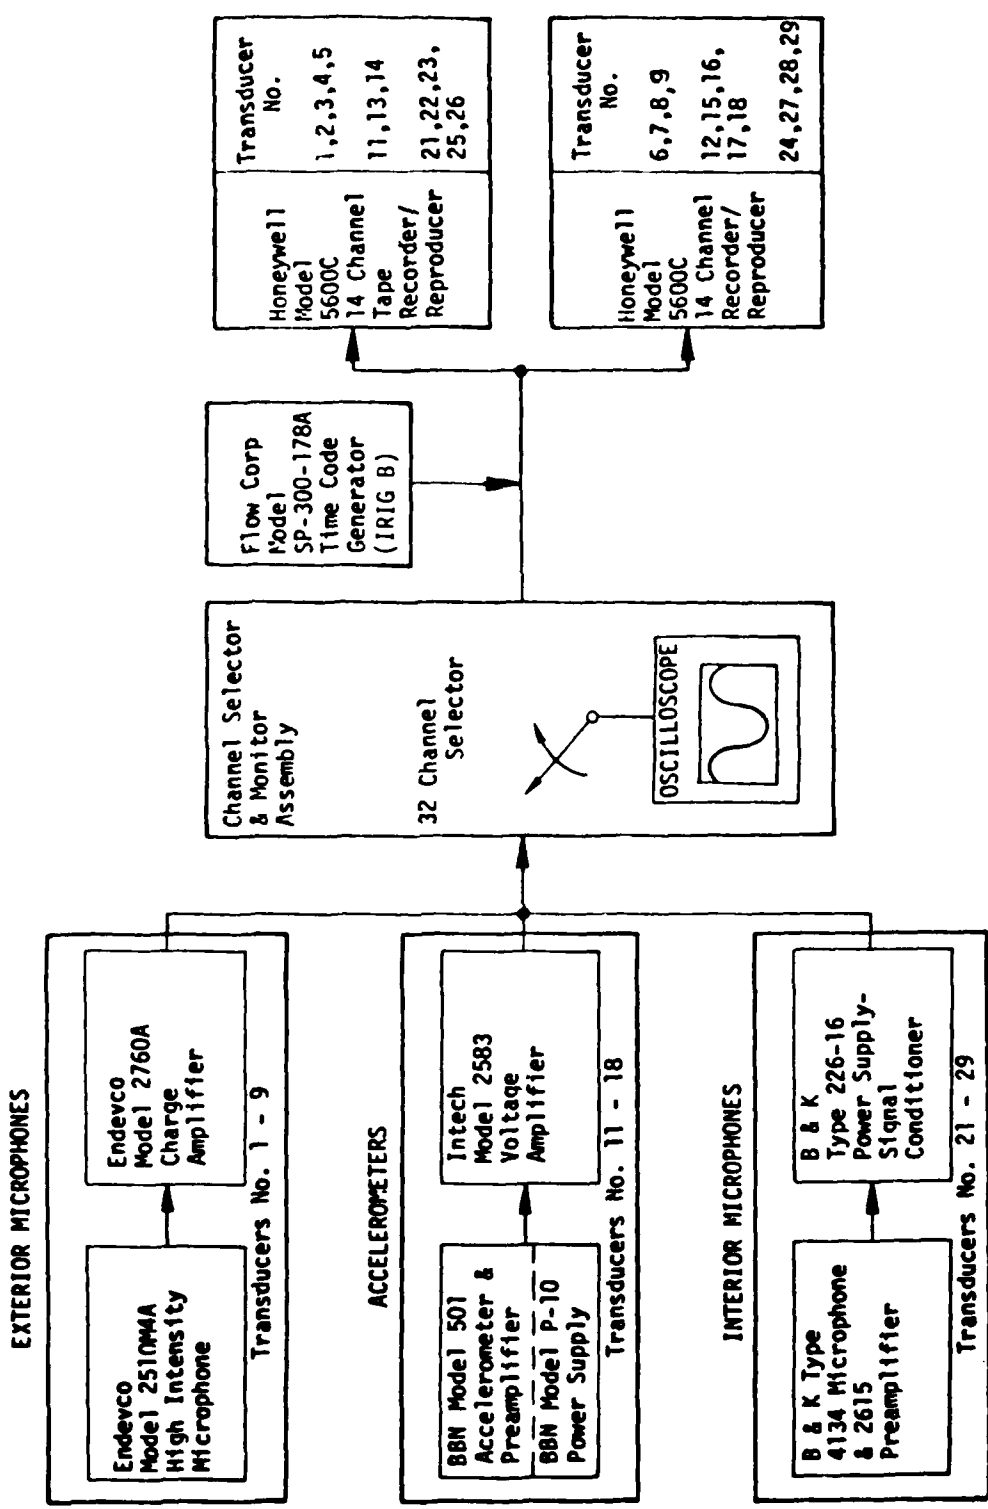 EXTERIOR MICROPHONES
Endevco
Model 2510M4A
High Intensity
Microphone
Endevco
Model 2760A
Charge
Amplifier
Transducers No. 1 - 9
ACCELEROMETERS
BBN Model 501
Accelerometer &
Preamplifier
BBN Model P-10
Power Supply
Intech
Model 2583
Voltage
Amplifier
Transducers No. 11 - 18
INTERIOR MICROPHONES
B & K Type
4134 Microphone
& 2615
Preamplifier
B & K
Type 226-16
Power Supply-
Signal
Conditioner
Transducers No. 21 - 29
Channel Selector
& Monitor
Assembly
32 Channel
Selector
OSCILLOSCOPE
Flow Corp
Model
SP-300-178A
Time Code
Generator
(IRIG B)
Honeywell
Model
5600C
14 Channel
Tape
Recorder/
Reproducer
Transducer
No.
1,2,3,4,5
11,13,14
21,22,23,
25,26
Honeywell
Model
5600C
14 Channel
Recorder/
Reproducer
Transducer
No.
6,7,8,9
12,15,16,
17,18
24,27,28,29